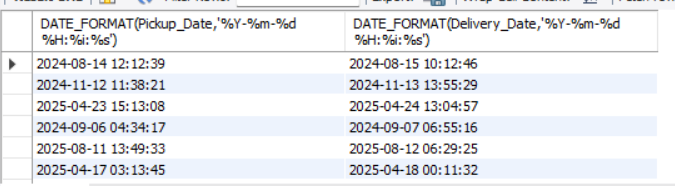 DATE_FORMAT(Pickup_Date,'%Y-%m-%d DATE_FORMAT(Delivery_Date,'%Y-%m-%d
%H:%i:%s') %H:%i:%s')
2024-08-14 12:12:39 2024-08-15 10:12:46
2024-11-12 11:38:21 2024-11-13 13:55:29
2025-04-23 15:13:08 2025-04-24 13:04:57
2024-09-06 04:34:17 2024-09-07 06:55:16
2025-08-11 13:49:33 2025-08-12 06:29:25
2025-04-17 03:13:45 2025-04-18 00:11:32